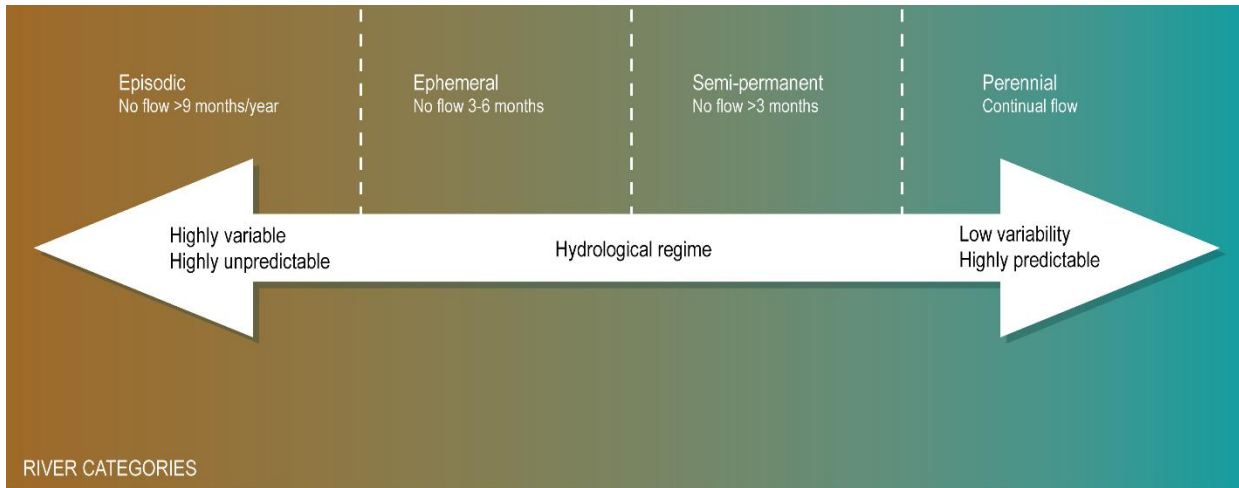 Episodic
No flow >9 months/year
Ephemeral
No flow 3-6 months
Semi-permanent
No flow >3 months
Perennial
Continual flow
Highly variable
Highly unpredictable
Hydrological regime
Low variability
Highly predictable
RIVER CATEGORIES